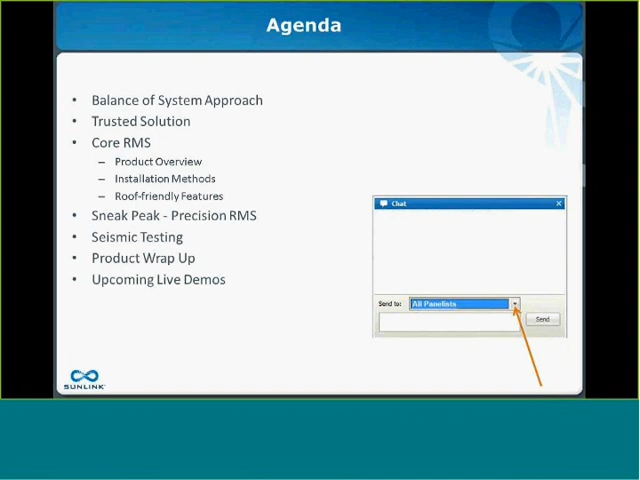 Agenda
• Balance of System Approach
• Trusted Solution
• Core RMS
– Product Overview
– Installation Methods
– Roof-friendly Features
• Sneak Peak - Precision RMS
• Seismic Testing
• Product Wrap Up
• Upcoming Live Demos
Chat
Send to: All Panelists
Send
SUNLINK